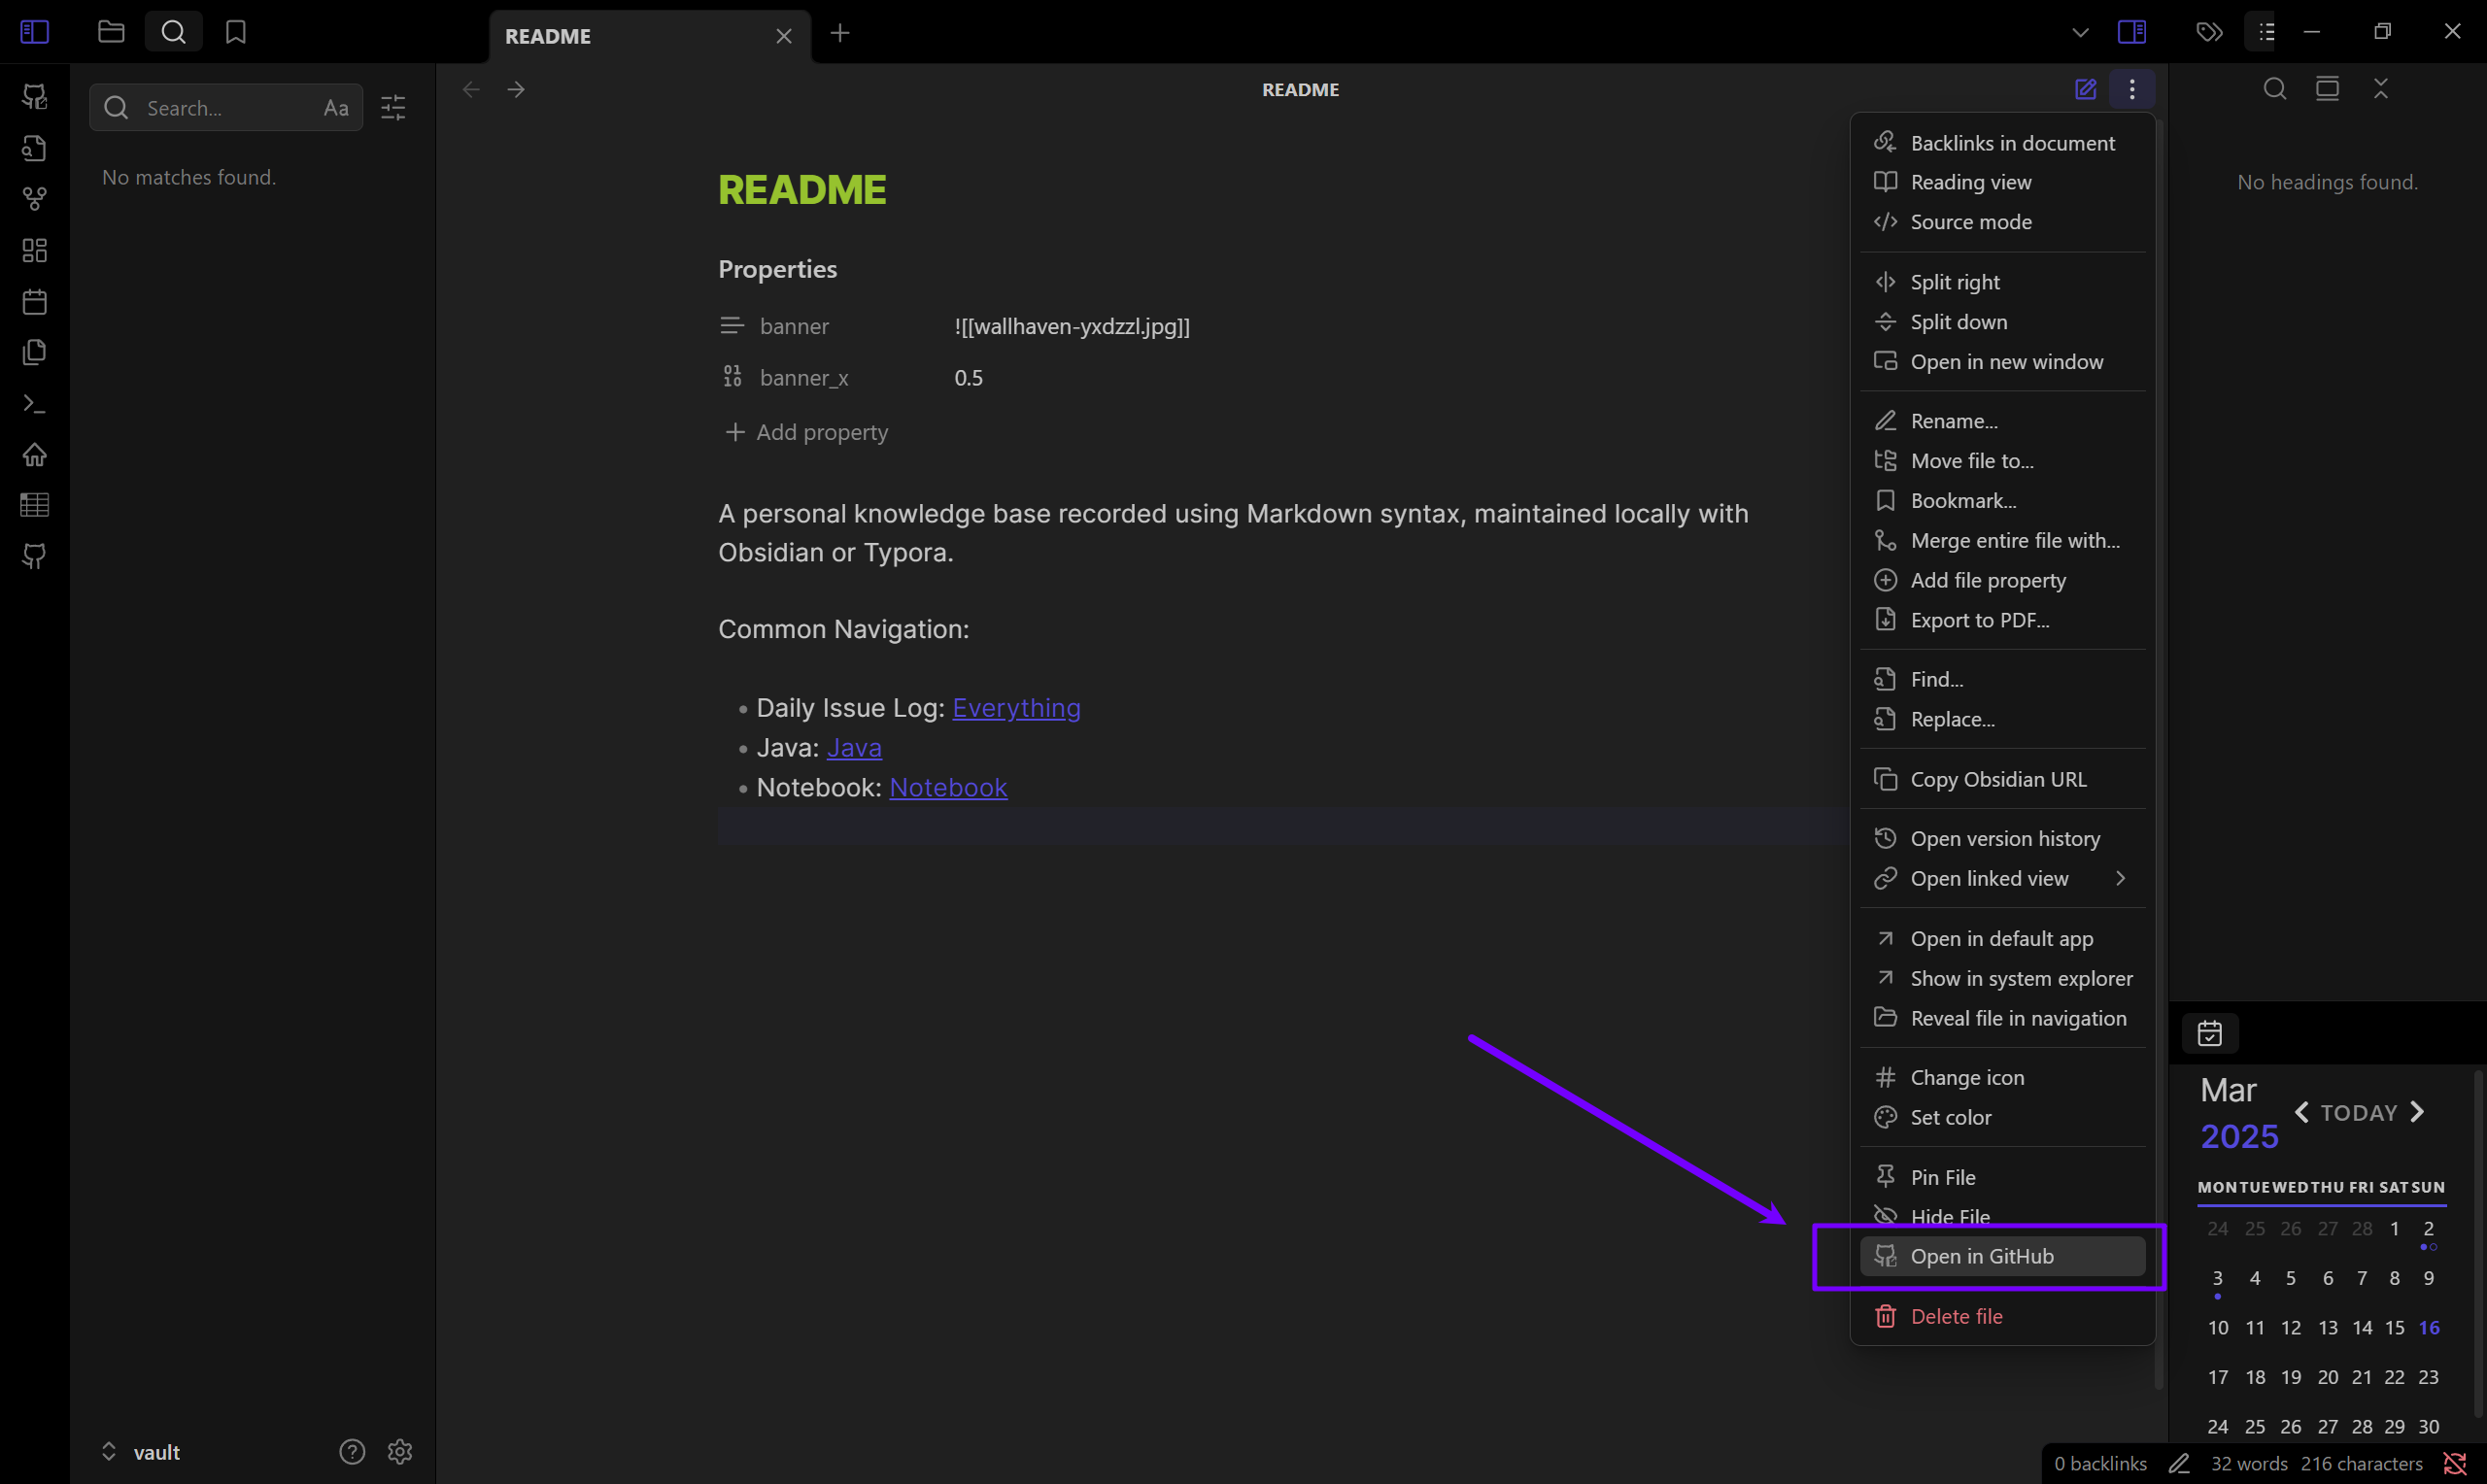 README
README
Search...
Aa
No matches found.
README
Properties
banner
![[wallhaven-yxdzzl.jpg]]
banner_x
0.5
Add property
A personal knowledge base recorded using Markdown syntax, maintained locally with
Obsidian or Typora.
Common Navigation:
Daily Issue Log: Everything
Java: Java
Notebook: Notebook
Backlinks in document
Reading view
Source mode
Split right
Split down
Open in new window
Rename...
Move file to...
Bookmark...
Merge entire file with...
Add file property
Export to PDF...
Find...
Replace...
Copy Obsidian URL
Open version history
Open linked view
Open in default app
Show in system explorer
Reveal file in navigation
Change icon
Set color
Pin File
Hide File
Open in GitHub
Delete file
No headings found.
Mar
2025
TODAY
MON TUE WED THU FRI SAT SUN
24 25 26 27 28 1 2
3 4 5 6 7 8 9
10 11 12 13 14 15 16
17 18 19 20 21 22 23
24 25 26 27 28 29 30
vault
0 backlinks
32 words
216 characters